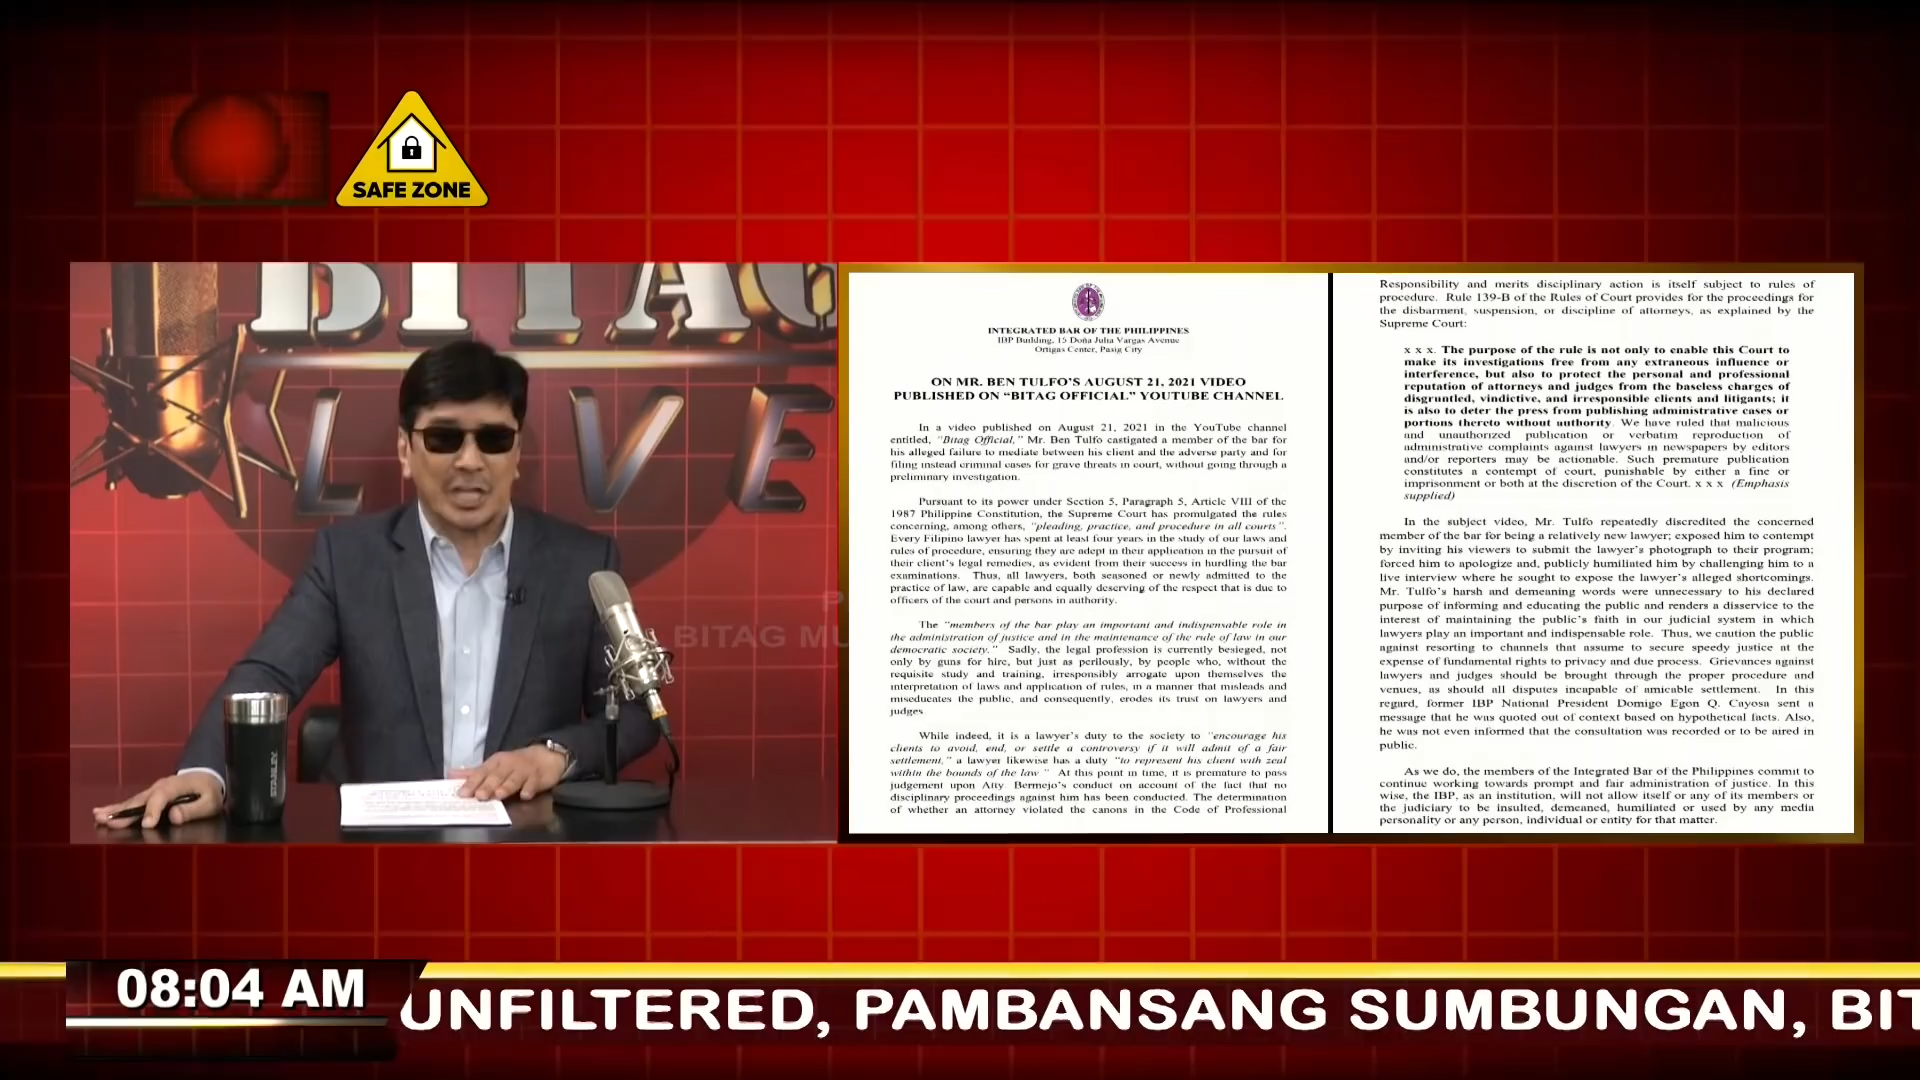 SAFE ZONE
BITAG
LIVE
P
BITAG MU
STANLEY
INTEGRATED BAR OF THE PHILIPPINES
IBP Building, 15 Doña Julia Vargas Avenue
Ortigas Center, Pasig City
ON MR. BEN TULFO'S AUGUST 21, 2021 VIDEO
PUBLISHED ON "BITAG OFFICIAL" YOUTUBE CHANNEL
In a video published on August 21, 2021 in the YouTube channel
entitled, "Bitag Official," Mr. Ben Tulfo castigated a member of the bar for
his alleged failure to mediate between his client and the adverse party and for
filing instead criminal cases for grave threats in court, without going through a
preliminary investigation.
Pursuant to its power under Section 5, Paragraph 5, Article VIII of the
1987 Philippine Constitution, the Supreme Court has promulgated the rules
concerning, among others, "pleading, practice, and procedure in all courts".
Every Filipino lawyer has spent at least four years in the study of our laws and
rules of procedure, ensuring they are adept in their application in the pursuit of
their client's legal remedies, as evident from their success in hurdling the bar
examinations. Thus, all lawyers, both seasoned or newly admitted to the
practice of law, are capable and equally deserving of the respect that is due to
officers of the court and persons in authority.
The "members of the bar play an important and indispensable role in
the administration of justice and in the maintenance of the rule of law in our
democratic society." Sadly, the legal profession is currently besieged, not
only by guns for hire, but just as perilously, by people who, without the
requisite study and training, irresponsibly arrogate upon themselves the
interpretation of laws and application of rules, in a manner that misleads and
miseducates the public, and consequently, erodes its trust on lawyers and
judges.
While indeed, it is a lawyer's duty to the society to "encourage his
clients to avoid, end, or settle a controversy if it will admit of a fair
settlement," a lawyer likewise has a duty "to represent his client with zeal
within the bounds of the law" At this point in time, it is premature to pass
judgement upon Atty. Bermejo's conduct on account of the fact that no
disciplinary proceedings against him has been conducted. The determination
of whether an attorney violated the canons in the Code of Professional
Responsibility and merits disciplinary action is itself subject to rules of
procedure. Rule 139-B of the Rules of Court provides for the proceedings for
the disbarment, suspension, or discipline of attorneys, as explained by the
Supreme Court:
x x x. The purpose of the rule is not only to enable this Court to
make its investigations free from any extraneous influence or
interference, but also to protect the personal and professional
reputation of attorneys and judges from the baseless charges of
disgruntled, vindictive, and irresponsible clients and litigants; it
is also to deter the press from publishing administrative cases or
portions thereto without authority. We have ruled that malicious
and unauthorized publication or verbatim reproduction of
administrative complaints against lawyers in newspapers by editors
and/or reporters may be actionable. Such premature publication
constitutes a contempt of court, punishable by either a fine or
imprisonment or both at the discretion of the Court. x x x (Emphasis
supplied)
In the subject video, Mr. Tulfo repeatedly discredited the concerned
member of the bar for being a relatively new lawyer; exposed him to contempt
by inviting his viewers to submit the lawyer's photograph to their program;
forced him to apologize and, publicly humiliated him by challenging him to a
live interview where he sought to expose the lawyer's alleged shortcomings.
Mr. Tulfo's harsh and demeaning words were unnecessary to his declared
purpose of informing and educating the public and renders a disservice to the
interest of maintaining the public's faith in our judicial system in which
lawyers play an important and indispensable role. Thus, we caution the public
against resorting to channels that assume to secure speedy justice at the
expense of fundamental rights to privacy and due process. Grievances against
lawyers and judges should be brought through the proper procedure and
venues, as should all disputes incapable of amicable settlement. In this
regard, former IBP National President Domigo Egon Q. Cayosa sent a
message that he was quoted out of context based on hypothetical facts. Also,
he was not even informed that the consultation was recorded or to be aired in
public.
As we do, the members of the Integrated Bar of the Philippines commit to
continue working towards prompt and fair administration of justice. In this
wise, the IBP, as an institution, will not allow itself or any of its members or
the judiciary to be insulted, demeaned, humiliated or used by any media
personality or any person, individual or entity for that matter.
08:04 AM
UNFILTERED, PAMBANSANG SUMBUNGAN, BIT